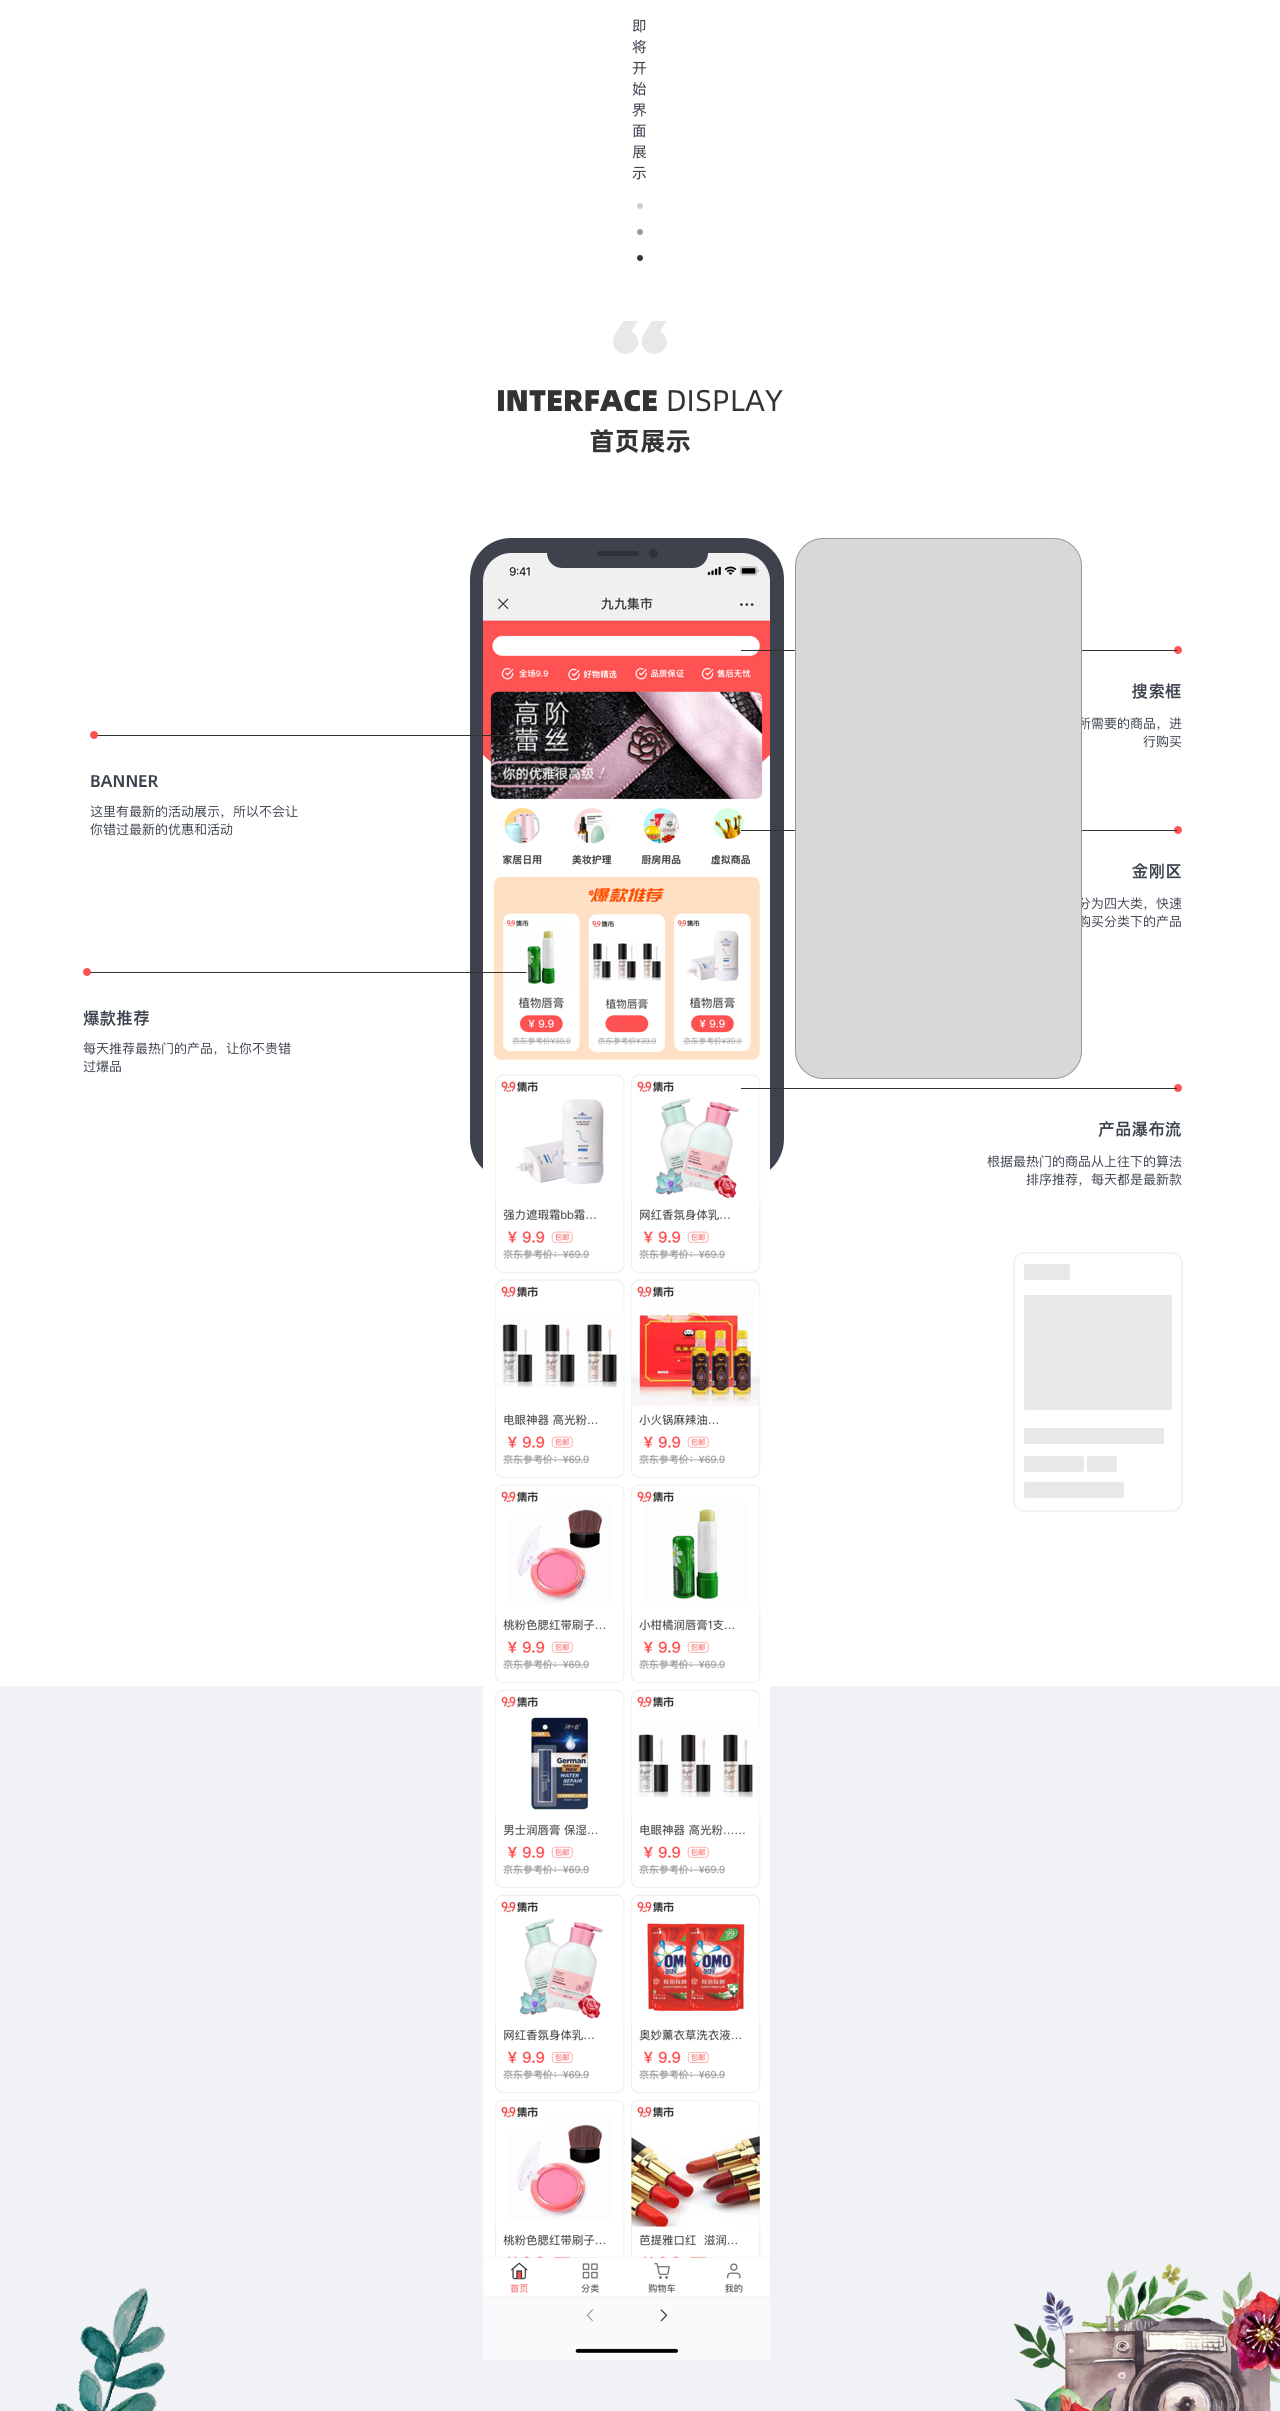 即
将
开
始
界
面
展
示
INTERFACE DISPLAY
首页展示
9:41
九九集市
全场9.9 好物精选 品质保证 售后无忧
高阶
蕾丝
你的优雅很高级！
搜索框
所需要的商品，进
行购买
BANNER
这里有最新的活动展示，所以不会让
你错过最新的优惠和活动
家居日用 美妆护理 厨房用品 虚拟商品
金刚区
分为四大类，快速
购买分类下的产品
爆款推荐
9.9集市 9.9集市 9.9集市
植物唇膏 植物唇膏 植物唇膏
¥ 9.9 ¥ 9.9
京东参考价¥39.9 京东参考价¥39.9 京东参考价¥39.9
爆款推荐
每天推荐最热门的产品，让你不贵错
过爆品
9.9集市 9.9集市
强力遮瑕霜bb霜... 网红香氛身体乳...
¥ 9.9 包邮 ¥ 9.9 包邮
京东参考价：¥69.9 京东参考价：¥69.9
产品瀑布流
根据最热门的商品从上往下的算法
排序推荐，每天都是最新款
9.9集市 9.9集市
电眼神器 高光粉... 小火锅麻辣油...
¥ 9.9 包邮 ¥ 9.9 包邮
京东参考价：¥69.9 京东参考价：¥69.9
9.9集市 9.9集市
桃粉色腮红带刷子... 小柑橘润唇膏1支...
¥ 9.9 包邮 ¥ 9.9 包邮
京东参考价：¥69.9 京东参考价：¥69.9
9.9集市 9.9集市
German
MEN
WATER
REPAIR
男士润唇膏 保湿... 电眼神器 高光粉......
¥ 9.9 包邮 ¥ 9.9 包邮
京东参考价：¥69.9 京东参考价：¥69.9
9.9集市 9.9集市
OMO OMO
除菌除螨 除菌除螨
网红香氛身体乳... 奥妙薰衣草洗衣液...
¥ 9.9 包邮 ¥ 9.9 包邮
京东参考价：¥69.9 京东参考价：¥69.9
9.9集市 9.9集市
桃粉色腮红带刷子... 芭提雅口红 滋润...
首页 分类 购物车 我的